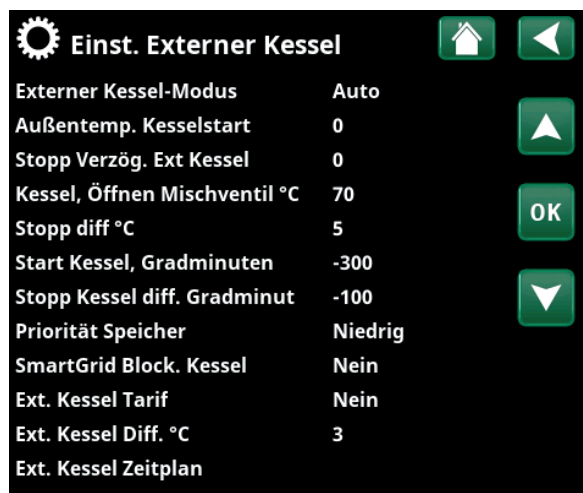 Einst. Externer Kessel
Externer Kessel-Modus Auto
Außentemp. Kesselstart 0
Stopp Verzög. Ext Kessel 0
Kessel, Öffnen Mischventil °C 70
Stopp diff °C 5
Start Kessel, Gradminuten -300
Stopp Kessel diff. Gradminut -100
Priorität Speicher Niedrig
SmartGrid Block. Kessel Nein
Ext. Kessel Tarif Nein
Ext. Kessel Diff. °C 3
Ext. Kessel Zeitplan
OK